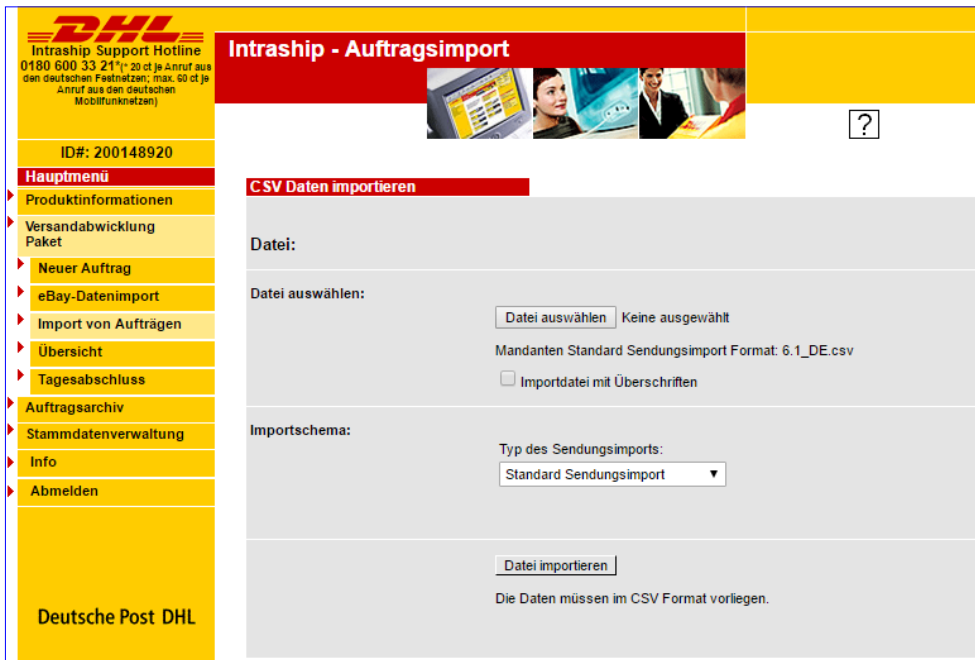 DHL
Intraship Support Hotline
0180 600 33 21*(* 20 ct je Anruf aus
den deutschen Festnetzen; max. 60 ct je
Anruf aus den deutschen
Mobilfunknetzen)
ID#: 200148920
Hauptmenü
Produktinformationen
Versandabwicklung
Paket
Neuer Auftrag
eBay-Datenimport
Import von Aufträgen
Übersicht
Tagesabschluss
Auftragsarchiv
Stammdatenverwaltung
Info
Abmelden
Deutsche Post DHL
Intraship - Auftragsimport
?
CSV Daten importieren
Datei:
Datei auswählen:
Datei auswählen Keine ausgewählt
Mandanten Standard Sendungsimport Format: 6.1_DE.csv
Importdatei mit Überschriften
Importschema:
Typ des Sendungsimports:
Standard Sendungsimport
Datei importieren
Die Daten müssen im CSV Format vorliegen.